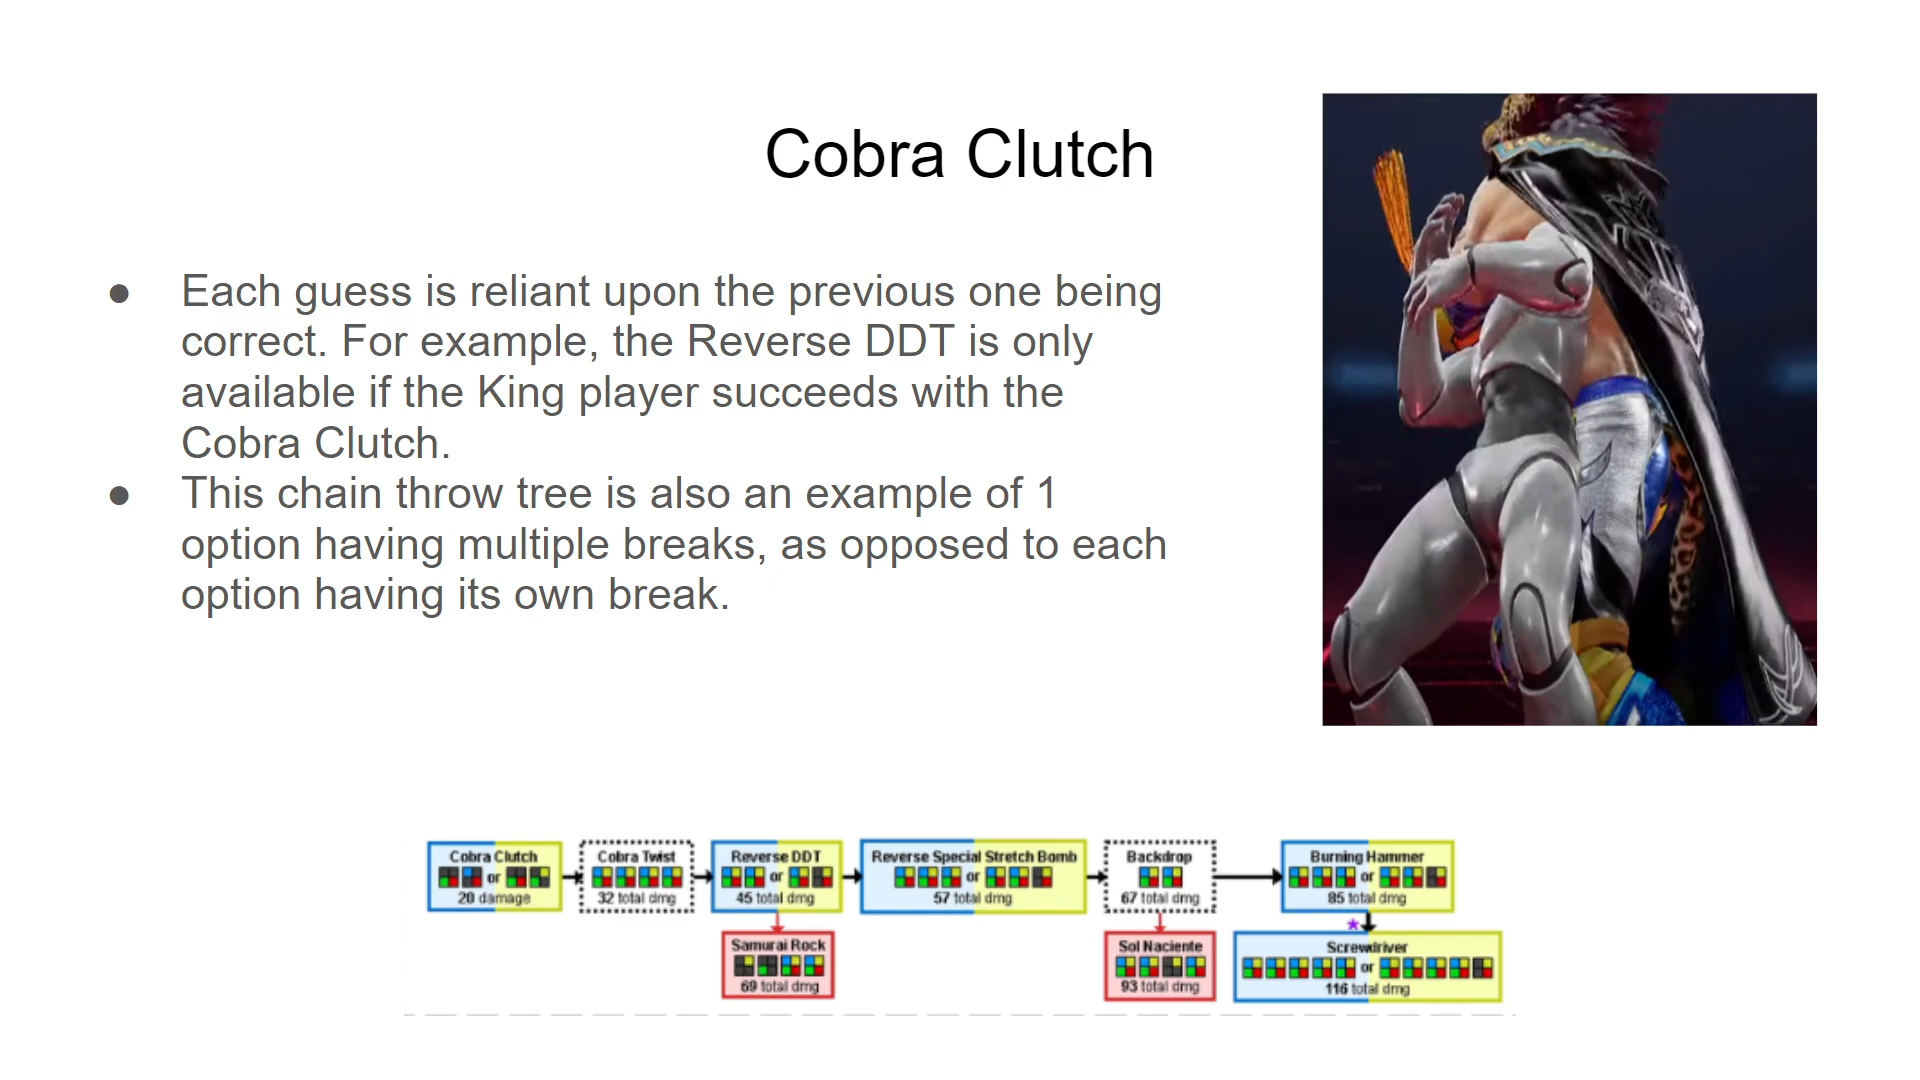 Cobra Clutch
● Each guess is reliant upon the previous one being
correct. For example, the Reverse DDT is only
available if the King player succeeds with the
Cobra Clutch.
● This chain throw tree is also an example of 1
option having multiple breaks, as opposed to each
option having its own break.
Cobra Clutch
or
20 damage
Cobra Twist
32 total dmg
Reverse DDT
or
45 total dmg
Reverse Special Stretch Bomb
or
57 total dmg
Backdrop
67 total dmg
Burning Hammer
or
85 total dmg
Samurai Rock
69 total dmg
Sol Naciente
93 total dmg
*
Screwdriver
or
116 total dmg